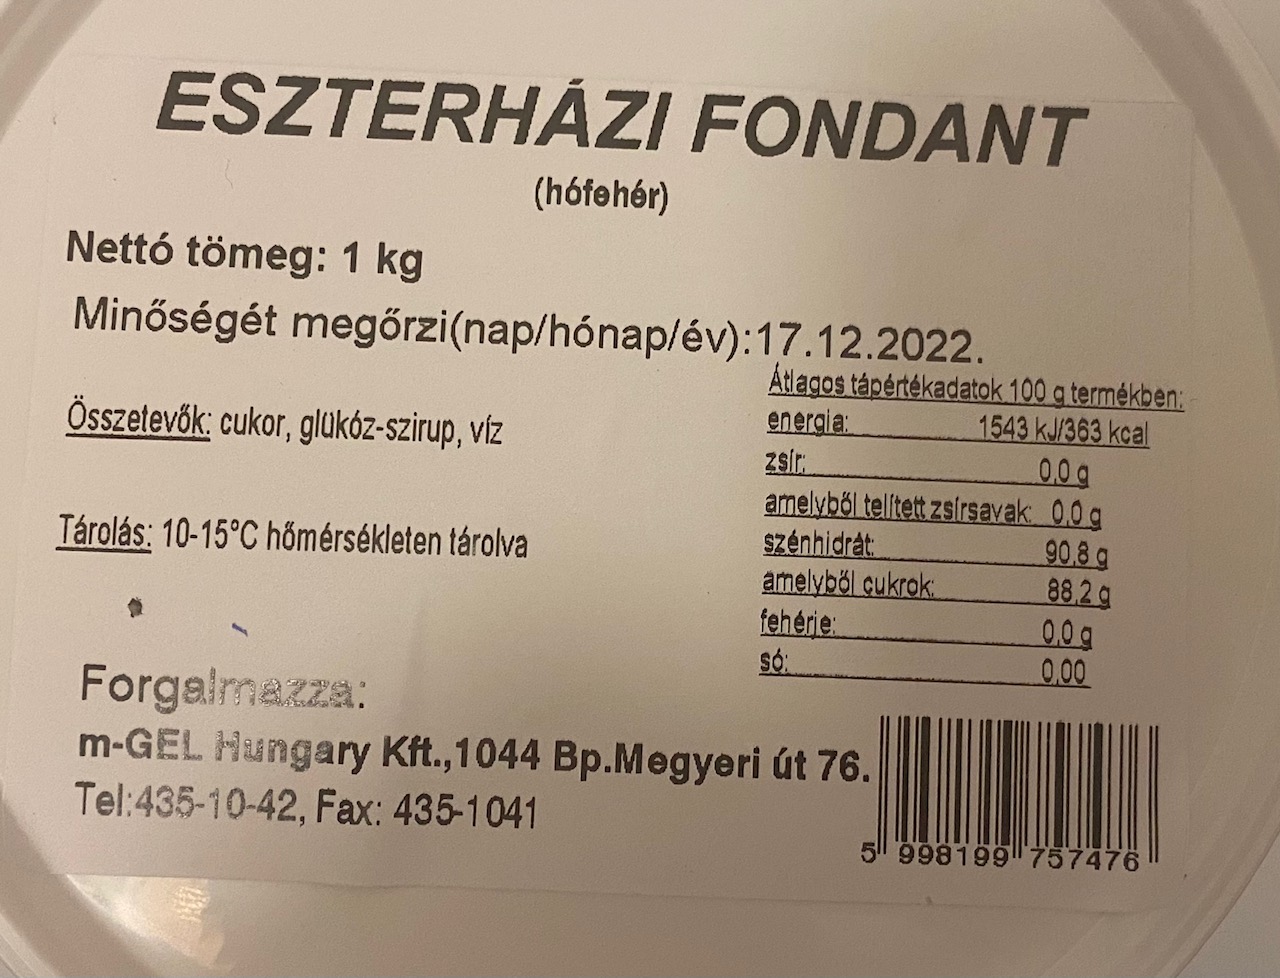 ESZTERHÁZI FONDANT
(hófehér)
Nettó tömeg: 1 kg
Minőségét megőrzi(nap/hónap/év):17.12.2022.
Összetevők: cukor, glükóz-szirup, víz
Tárolás: 10-15°C hőmérsékleten tárolva
Átlagos tápértékadatok 100 g termékben:
energia: 1543 kJ/363 kcal
zsír: 0,0 g
amelyből telített zsírsavak: 0,0 g
szénhidrát: 90,8 g
amelyből cukrok: 88,2 g
fehérje: 0,0 g
só: 0,00
Forgalmazza:
m-GEL Hungary Kft.,1044 Bp.Megyeri út 76.
Tel:435-10-42, Fax: 435-1041
5 998199 757476